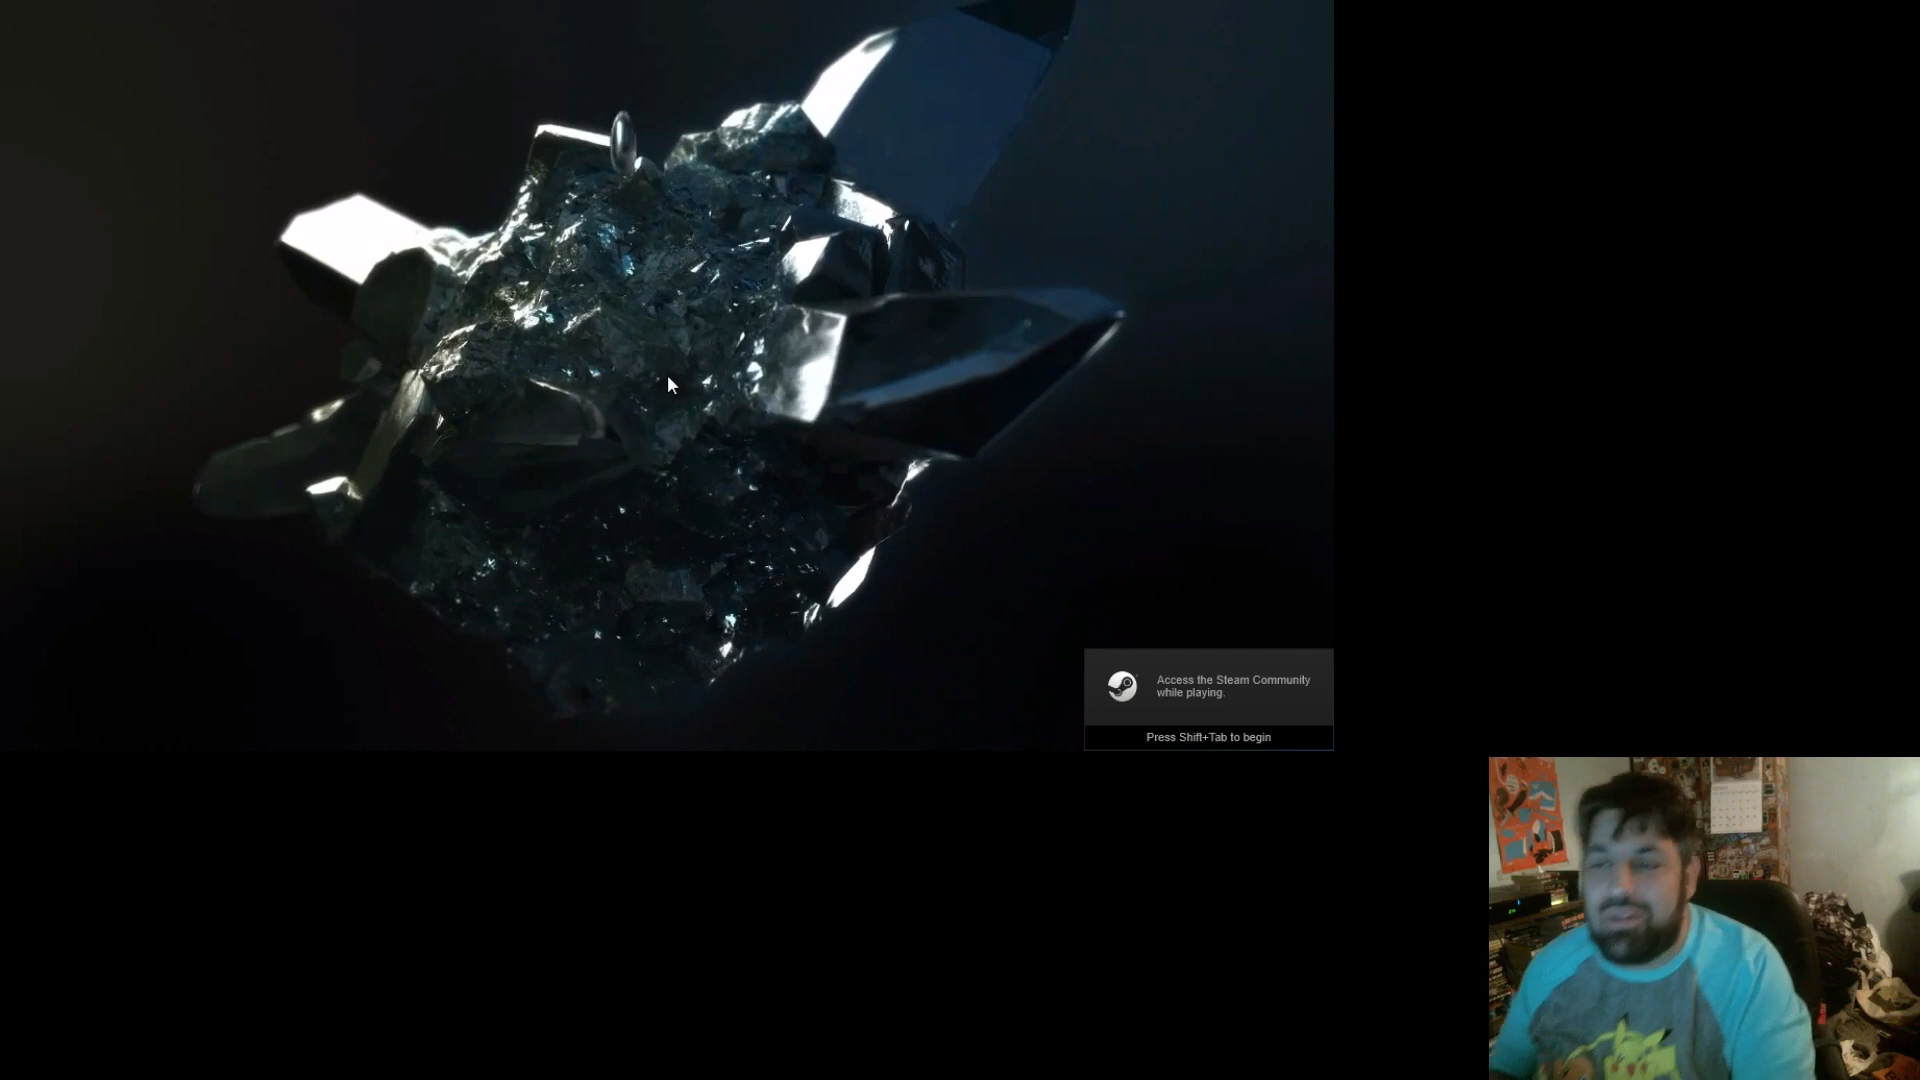 Access the Steam Community
while playing.
Press Shift+Tab to begin